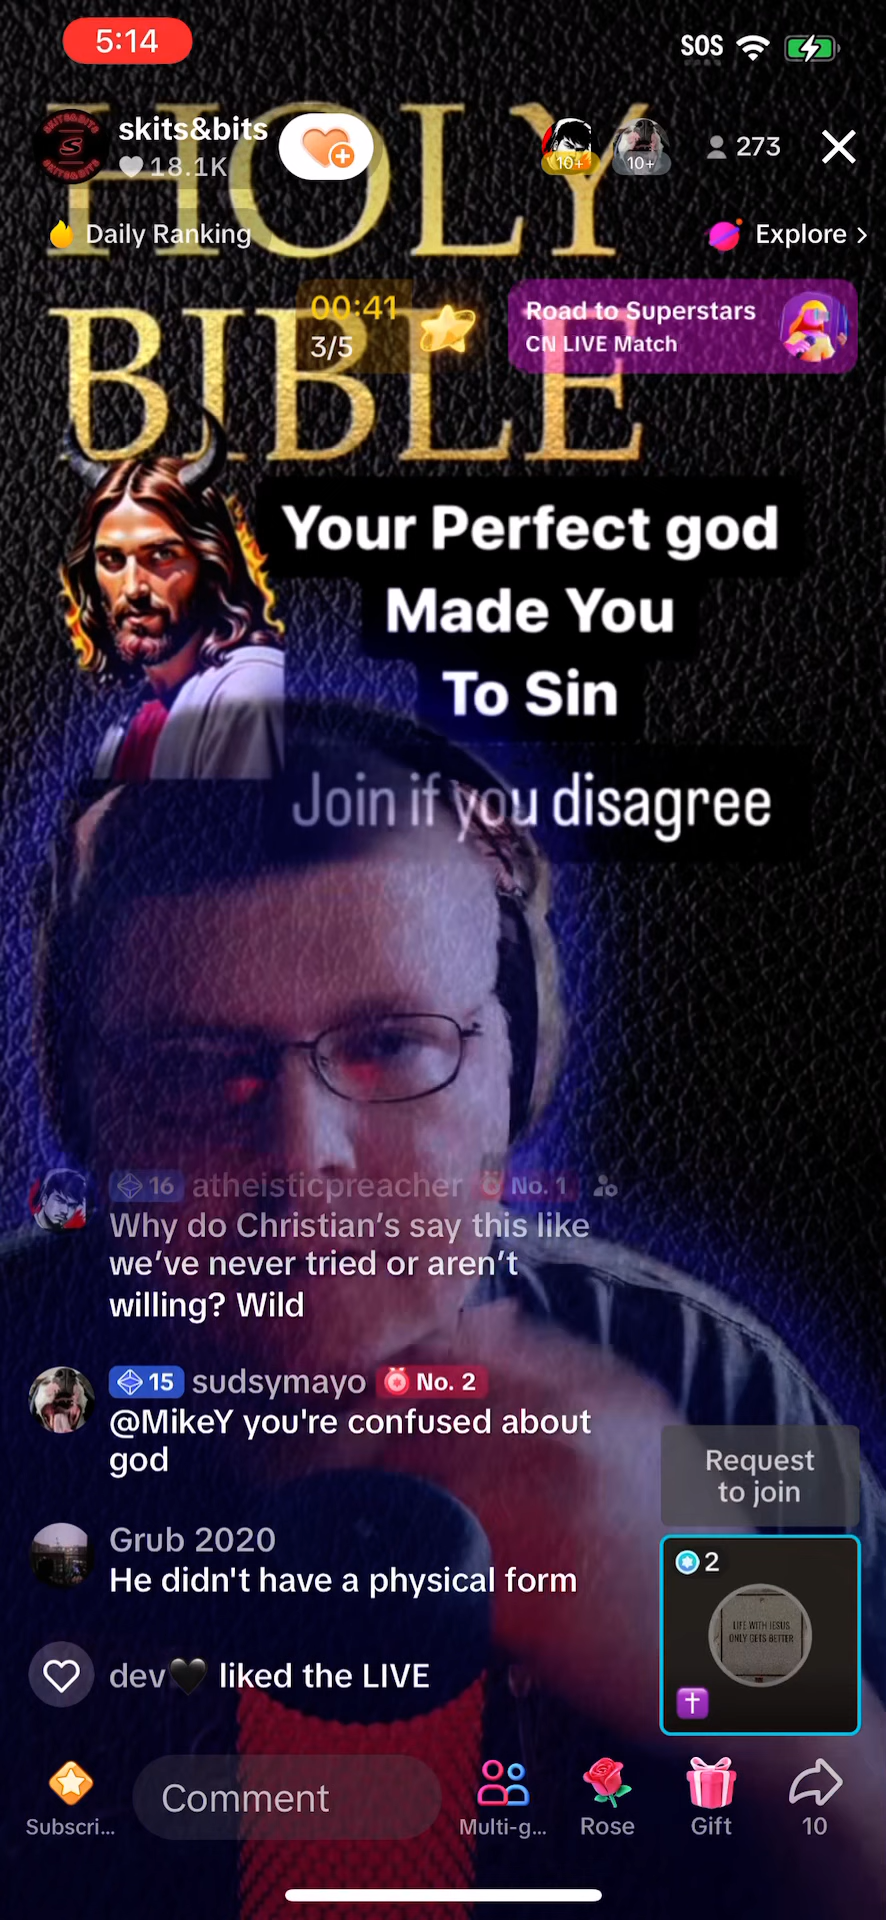 5:14
SOS
HOLY
BIBLE
skits&bits
18.1K
10+
10+
273
Daily Ranking
Explore >
00:41
3/5
Road to Superstars
CN LIVE Match
Your Perfect god
Made You
To Sin
Join if you disagree
16 atheisticpreacher No. 1
Why do Christian’s say this like
we’ve never tried or aren’t
willing? Wild
15 sudsymayo No. 2
@MikeY you're confused about
god
Grub 2020
He didn't have a physical form
dev🖤 liked the LIVE
Request
to join
2
LIFE WITH JESUS
ONLY GETS BETTER
Comment
Subscri...
Multi-g...
Rose
Gift
10